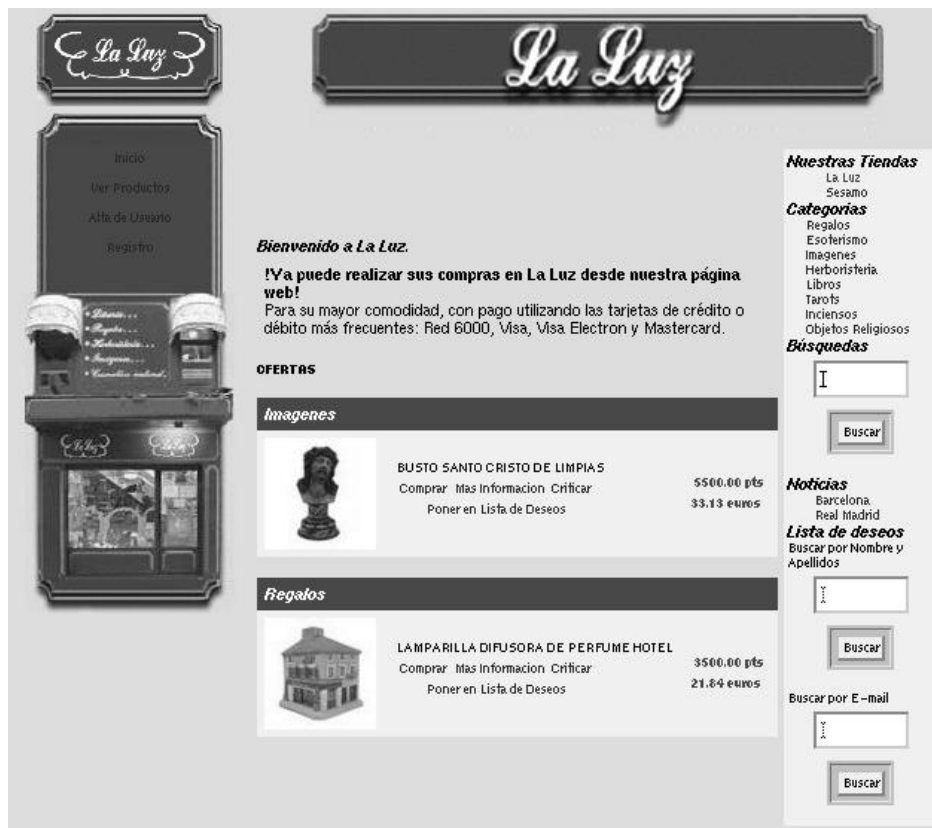 La Luz
La Luz
Inicio
Ver Productos
Alta de Usuario
Registro
Bienvenido a La Luz.
!Ya puede realizar sus compras en La Luz desde nuestra página
web!
Para su mayor comodidad, con pago utilizando las tarjetas de crédito o
débito más frecuentes: Red 6000, Visa, Visa Electron y Mastercard.
OFERTAS
Imagenes
BUSTO SANTO CRISTO DE LIMPIAS
Comprar Mas Informacion Criticar
Poner en Lista de Deseos
5500.00 pts
33.13 euros
Regalos
LAMPARILLA DIFUSORA DE PERFUME HOTEL
Comprar Mas Informacion Criticar
Poner en Lista de Deseos
3500.00 pts
21.84 euros
Nuestras Tiendas
La Luz
Sesamo
Categorias
Regalos
Esoterismo
Imagenes
Herboristeria
Libros
Tarots
Inciensos
Objetos Religiosos
Búsquedas
Buscar
Noticias
Barcelona
Real Madrid
Lista de deseos
Buscar por Nombre y
Apellidos
Buscar
Buscar por E-mail
Buscar